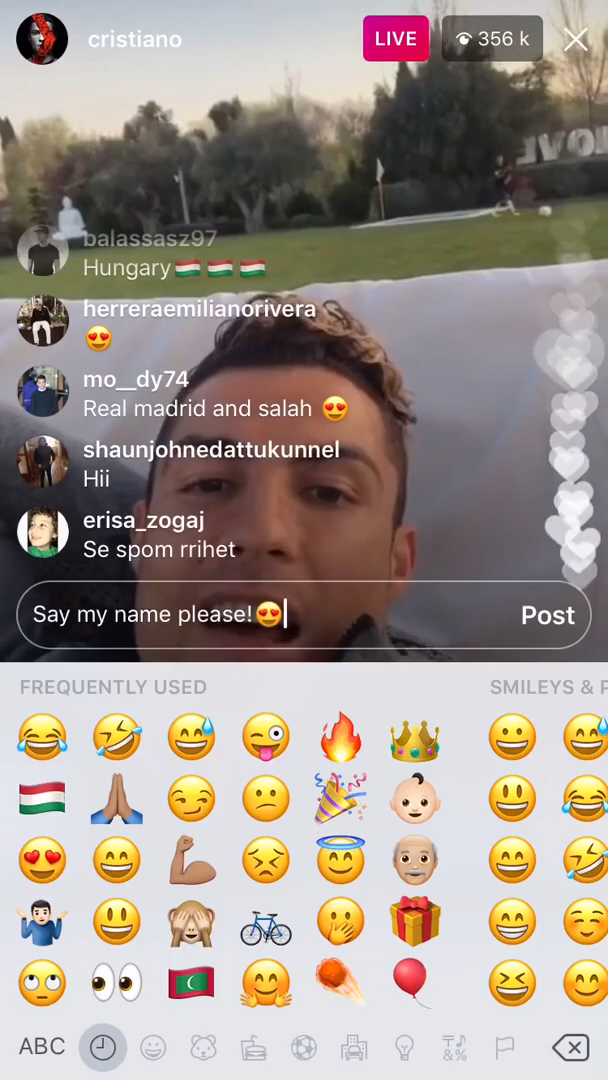 cristiano
LIVE
356 k
balassasz97
Hungary🇭🇺🇭🇺🇭🇺
herreraemilianorivera
😍
mo__dy74
Real madrid and salah 😍
shaunjohnedattukunnel
Hii
erisa_zogaj
Se spom rrihet
Say my name please!😍
Post
FREQUENTLY USED
SMILEYS & P
ABC